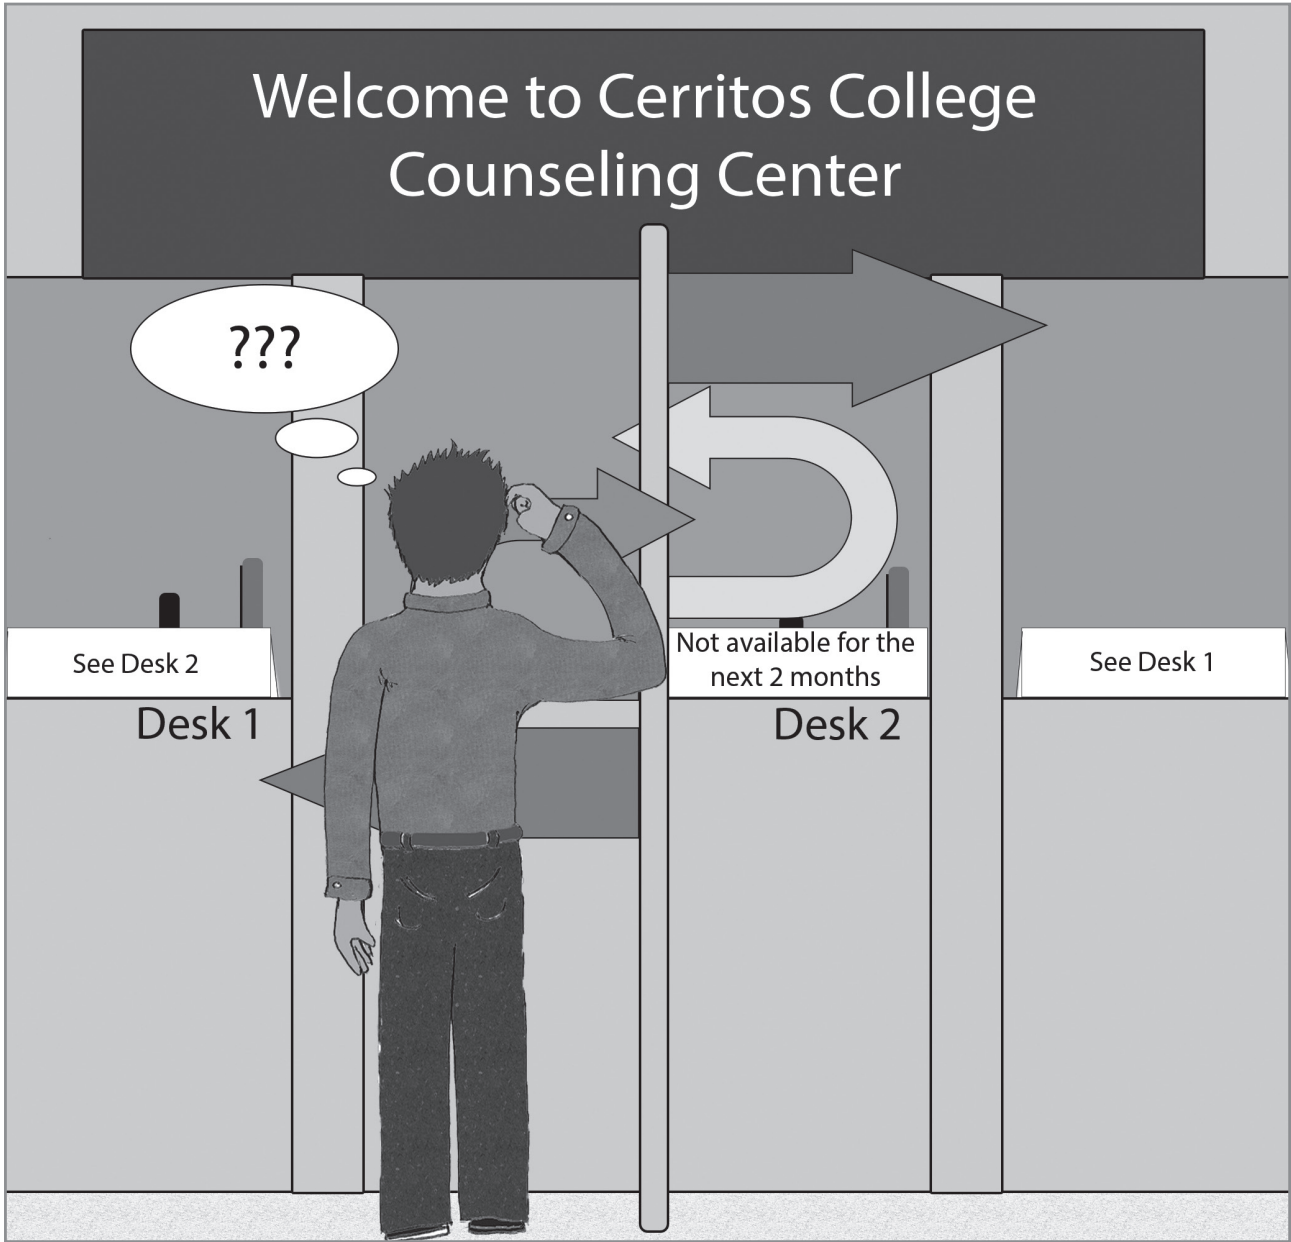 Welcome to Cerritos College
Counseling Center
???
See Desk 2
Not available for the
next 2 months
See Desk 1
Desk 1
Desk 2